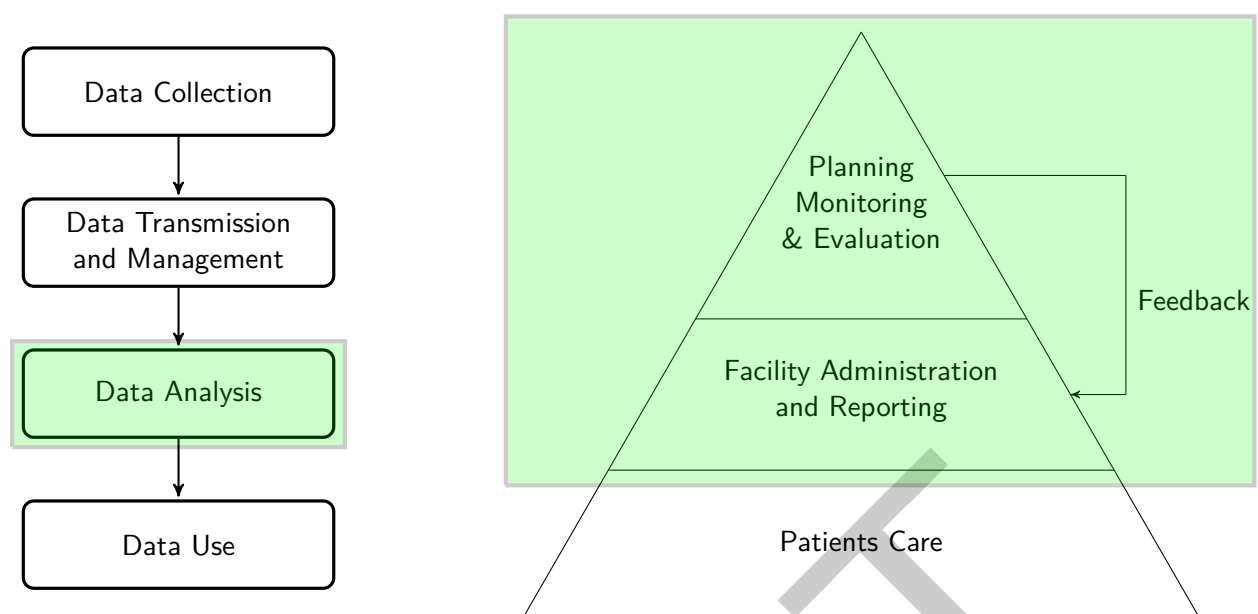 Data Collection
Data Transmission
and Management
Data Analysis
Data Use
Planning
Monitoring
& Evaluation
Feedback
Facility Administration
and Reporting
Patients Care